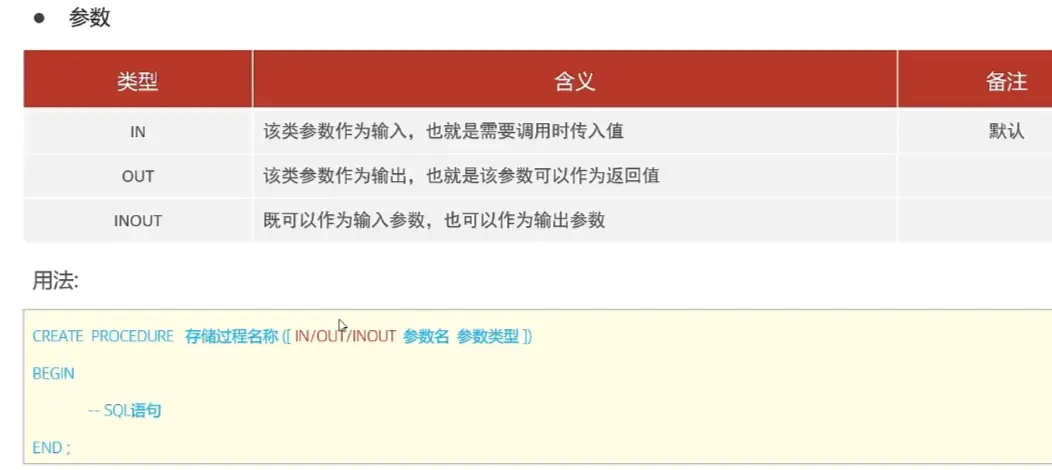 ● 参数
类型 含义 备注
IN 该类参数作为输入，也就是需要调用时传入值 默认
OUT 该类参数作为输出，也就是该参数可以作为返回值
INOUT 既可以作为输入参数，也可以作为输出参数
用法:
CREATE PROCEDURE 存储过程名称 ([ IN/OUT/INOUT 参数名 参数类型 ])
BEGIN
-- SQL语句
END ;